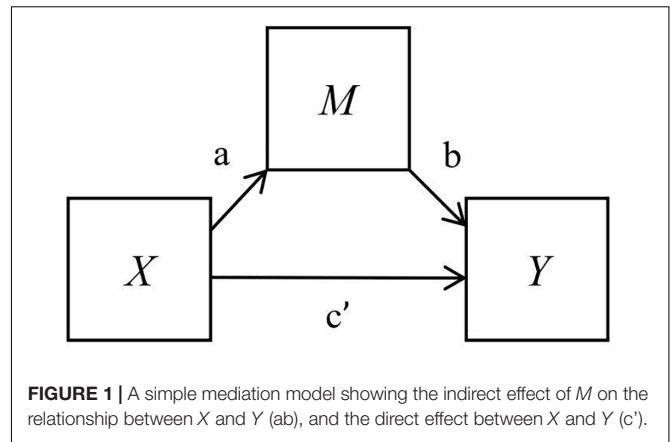 M
a
b
X
Y
c’
FIGURE 1 | A simple mediation model showing the indirect effect of M on the
relationship between X and Y (ab), and the direct effect between X and Y (c’).